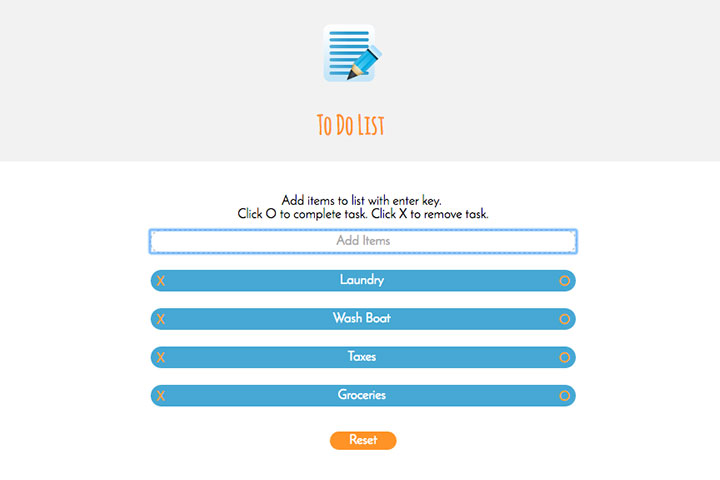 To Do List
Add items to list with enter key.
Click O to complete task. Click X to remove task.
Add Items
X Laundry O
X Wash Boat O
X Taxes O
X Groceries O
Reset